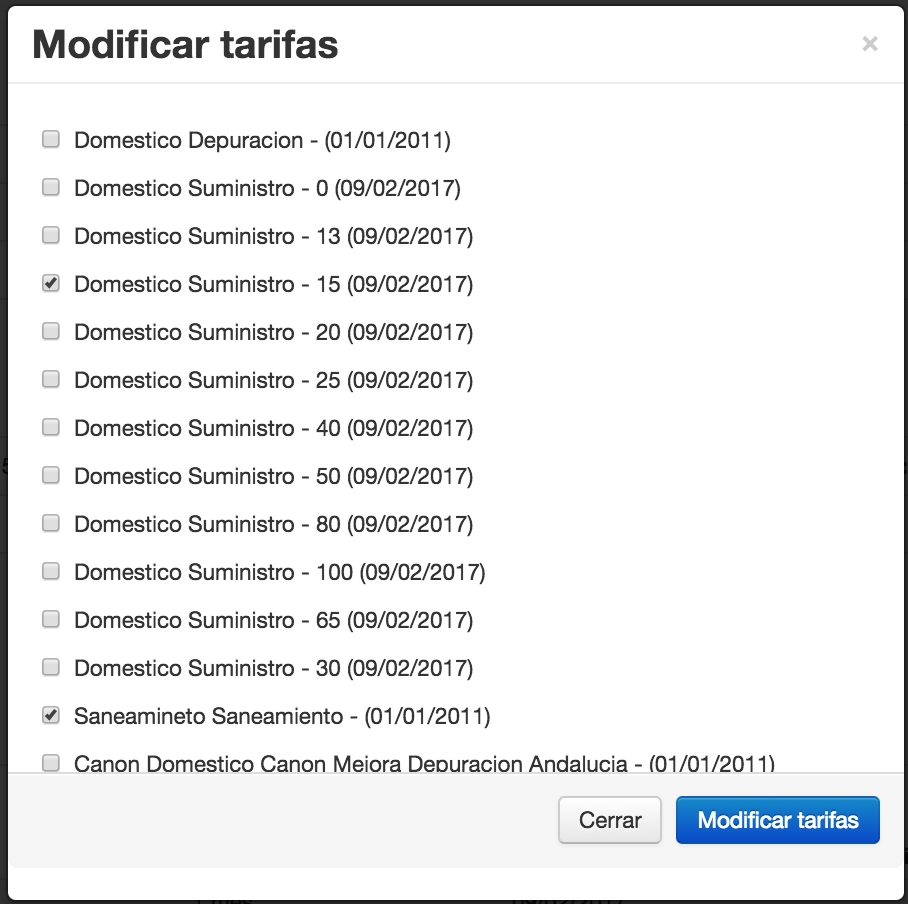 Modificar tarifas
×
Domestico Depuracion - (01/01/2011)
Domestico Suministro - 0 (09/02/2017)
Domestico Suministro - 13 (09/02/2017)
Domestico Suministro - 15 (09/02/2017)
Domestico Suministro - 20 (09/02/2017)
Domestico Suministro - 25 (09/02/2017)
Domestico Suministro - 40 (09/02/2017)
Domestico Suministro - 50 (09/02/2017)
Domestico Suministro - 80 (09/02/2017)
Domestico Suministro - 100 (09/02/2017)
Domestico Suministro - 65 (09/02/2017)
Domestico Suministro - 30 (09/02/2017)
Saneamineto Saneamiento - (01/01/2011)
Canon Domestico Canon Mejora Depuracion Andalucia - (01/01/2011)
Cerrar Modificar tarifas